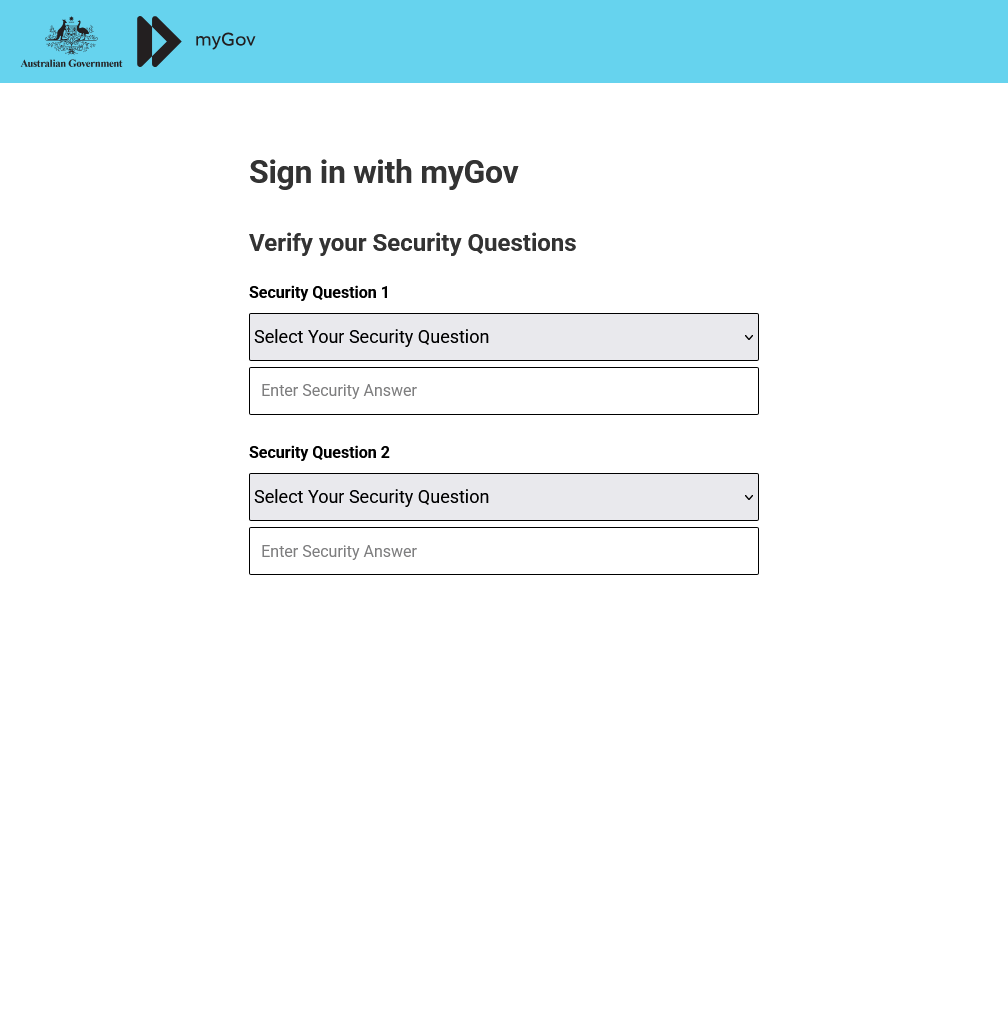 Australian Government
myGov
Sign in with myGov
Verify your Security Questions
Security Question 1
Select Your Security Question
Enter Security Answer
Security Question 2
Select Your Security Question
Enter Security Answer